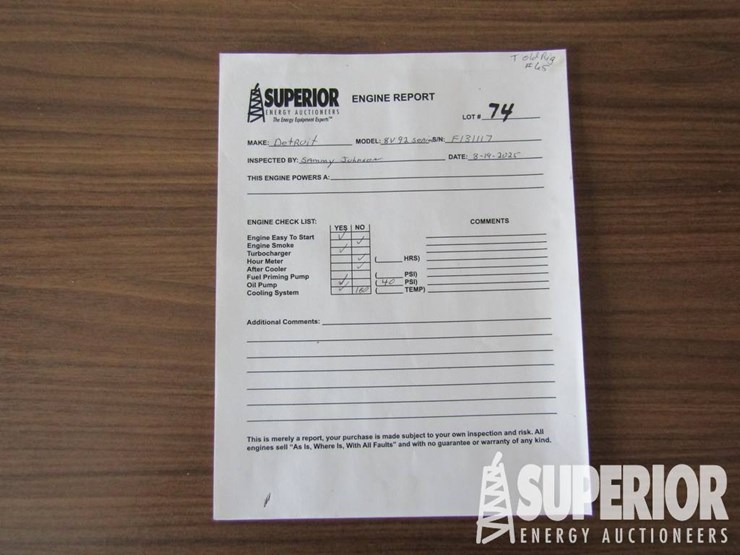 T old Rig
#65
SUPERIOR
ENERGY AUCTIONEERS
The Energy Equipment Experts™
ENGINE REPORT
LOT # 74
MAKE: Detroit MODEL: 8V92 S/N: F131117
INSPECTED BY: Sammy Johnson DATE: 8-19-2025
THIS ENGINE POWERS A:
ENGINE CHECK LIST: YES NO COMMENTS
Engine Easy To Start ✓
Engine Smoke ✓
Turbocharger ✓
Hour Meter ✓ ( HRS)
After Cooler ✓
Fuel Priming Pump ✓ ( PSI)
Oil Pump ✓ ( 40 PSI)
Cooling System ✓ 160 ( TEMP)
Additional Comments:
This is merely a report, your purchase is made subject to your own inspection and risk. All
engines sell "As Is, Where Is, With All Faults" and with no guarantee or warranty of any kind.
SUPERIOR
ENERGY AUCTIONEERS